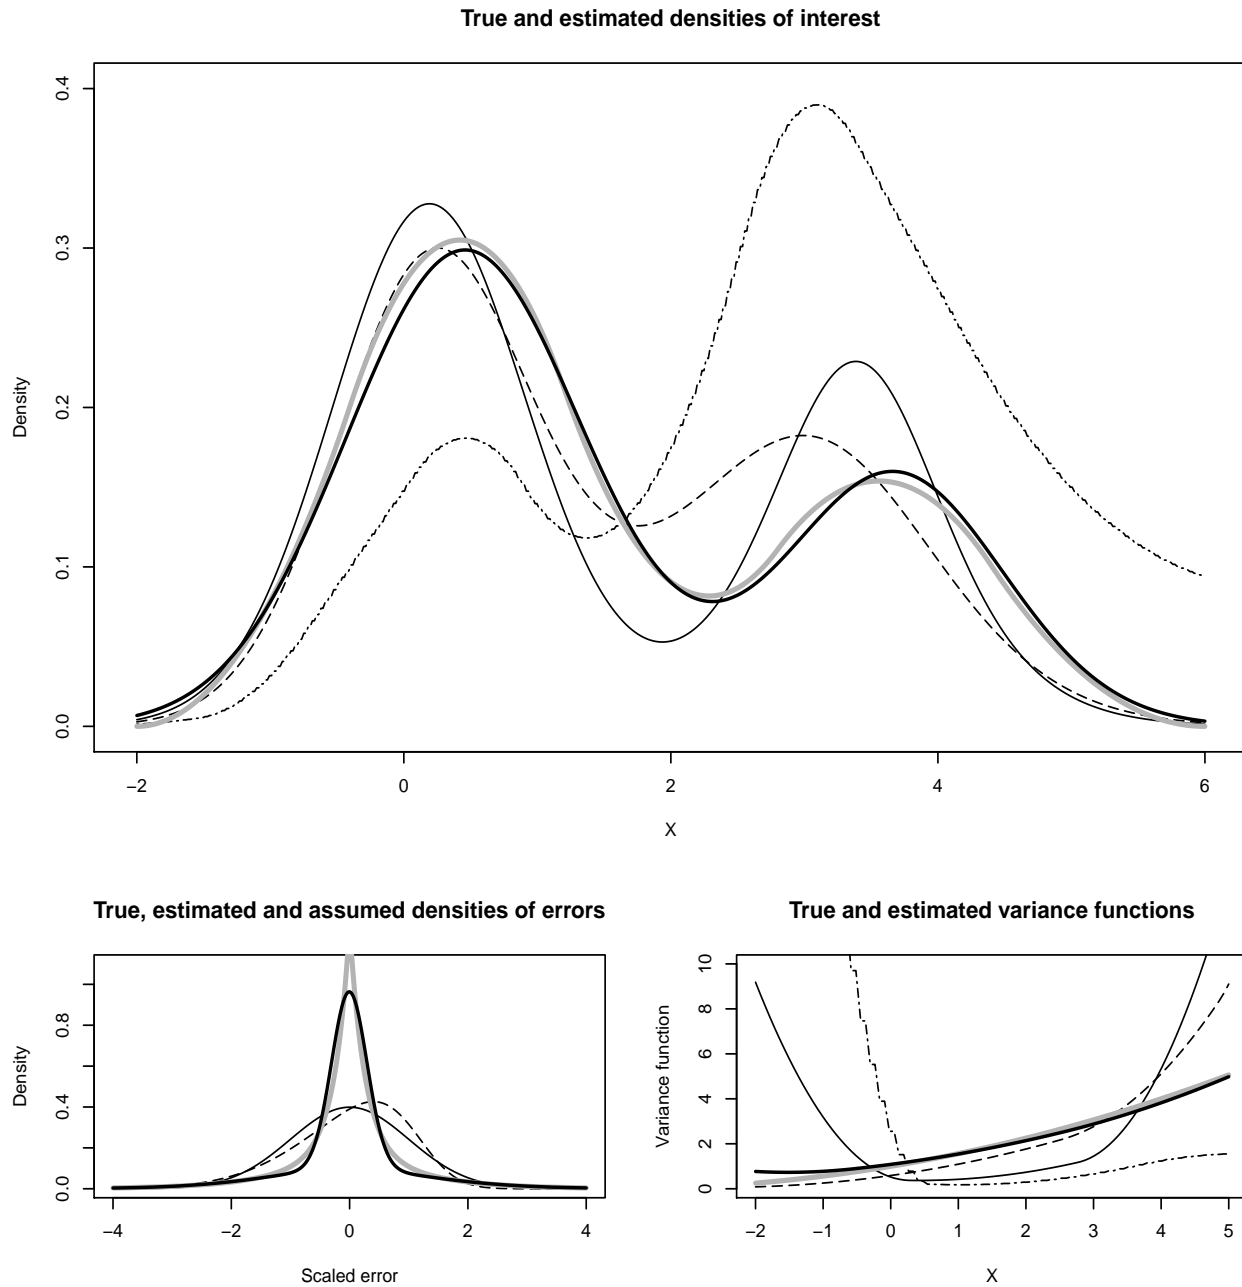 True and estimated densities of interest
0.4
0.3
0.2
0.1
0.0
Density
−2 0 2 4 6
X
True, estimated and assumed densities of errors
0.8
0.4
0.0
Density
−4 −2 0 2 4
Scaled error
True and estimated variance functions
10
8
6
4
2
0
Variance function
−2 −1 0 1 2 3 4 5
X